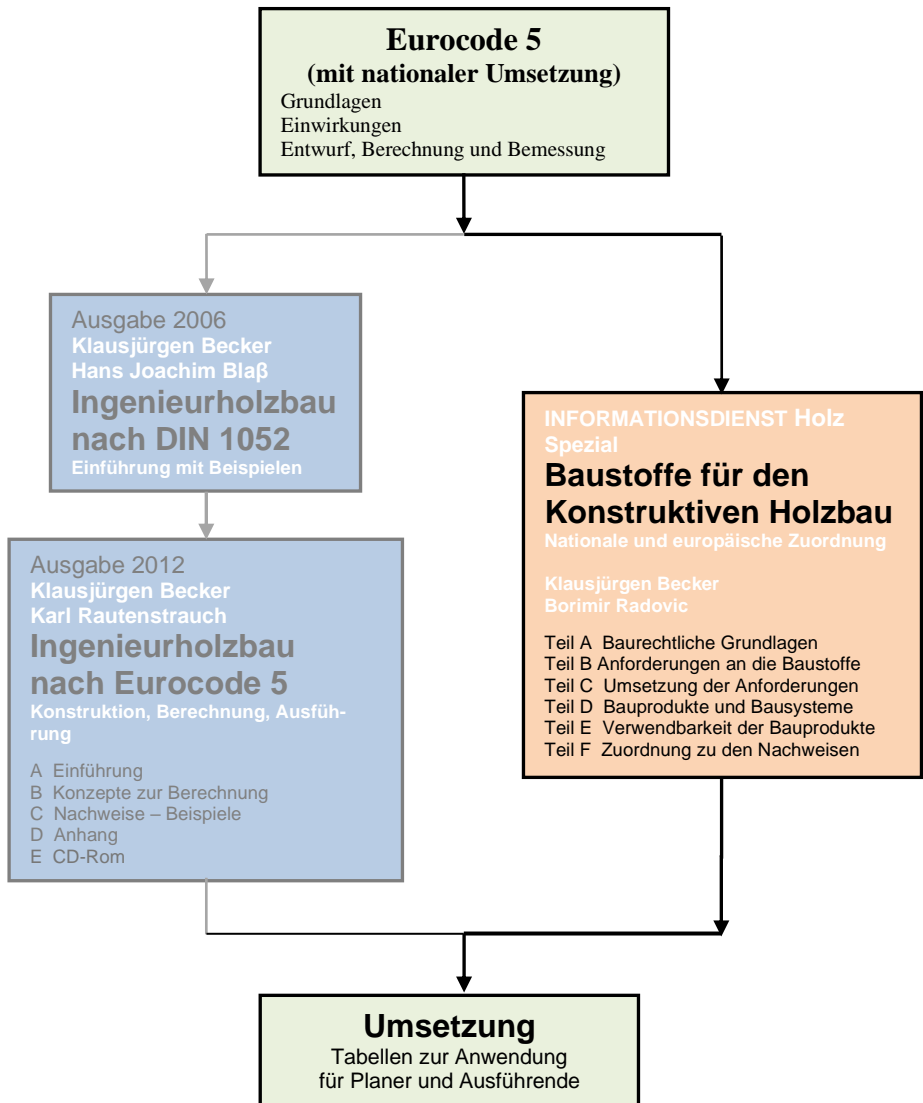 Eurocode 5
(mit nationaler Umsetzung)
Grundlagen
Einwirkungen
Entwurf, Berechnung und Bemessung
Ausgabe 2006
Klausjürgen Becker
Hans Joachim Blaß
Ingenieurholzbau
nach DIN 1052
Einführung mit Beispielen
Ausgabe 2012
Klausjürgen Becker
Karl Rautenstrauch
Ingenieurholzbau
nach Eurocode 5
Konstruktion, Berechnung, Ausfüh-
rung
A Einführung
B Konzepte zur Berechnung
C Nachweise – Beispiele
D Anhang
E CD-Rom
INFORMATIONSDIENST Holz
Spezial
Baustoffe für den
Konstruktiven Holzbau
Nationale und europäische Zuordnung
Klausjürgen Becker
Borimir Radovic
Teil A Baurechtliche Grundlagen
Teil B Anforderungen an die Baustoffe
Teil C Umsetzung der Anforderungen
Teil D Bauprodukte und Bausysteme
Teil E Verwendbarkeit der Bauprodukte
Teil F Zuordnung zu den Nachweisen
Umsetzung
Tabellen zur Anwendung
für Planer und Ausführende